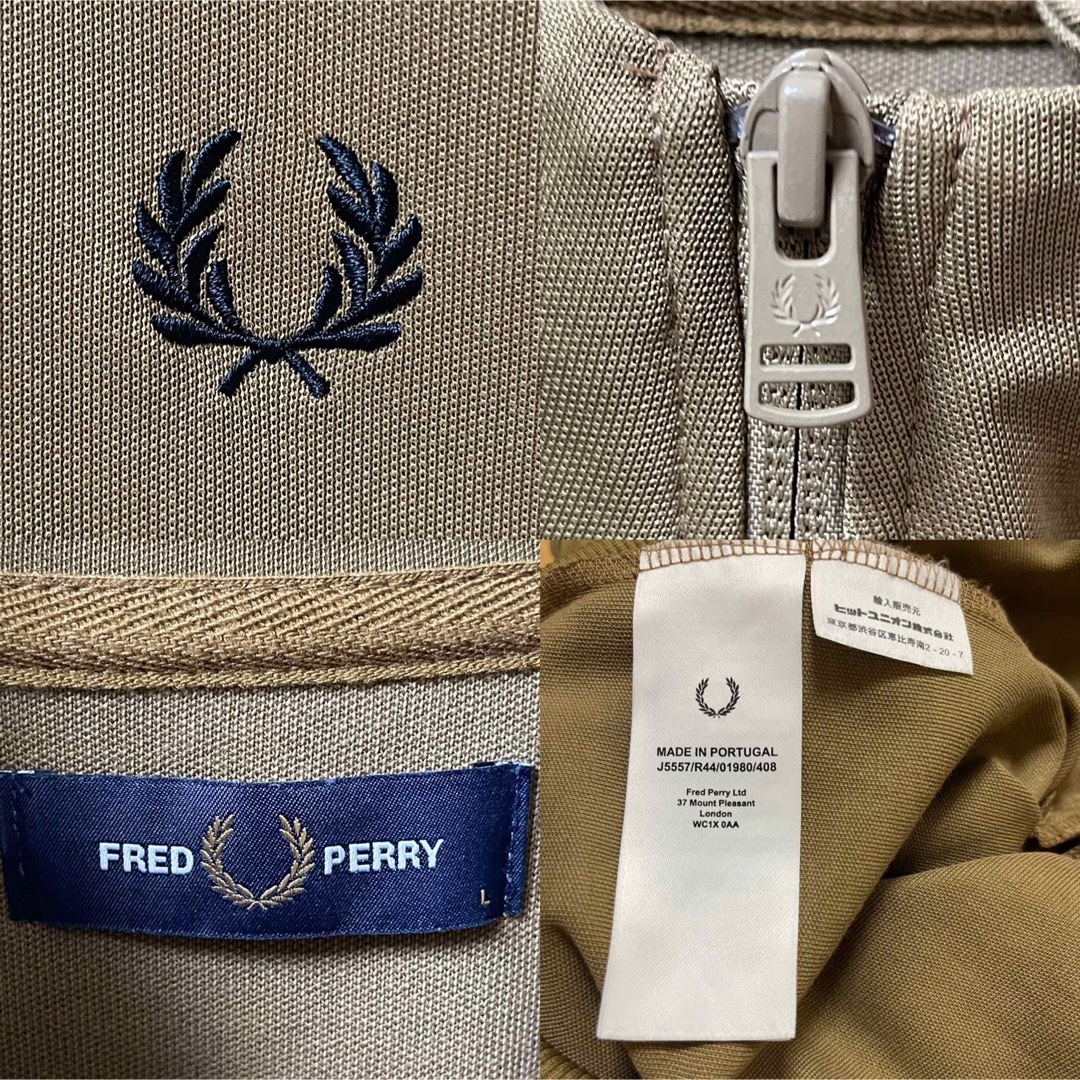 FRED PERRY
L
MADE IN PORTUGAL
J5557/R44/01980/408
Fred Perry Ltd
37 Mount Pleasant
London
WC1X 0AA
輸入販売元
ヒットユニオン株式会社
東京都渋谷区恵比寿南2-20-7